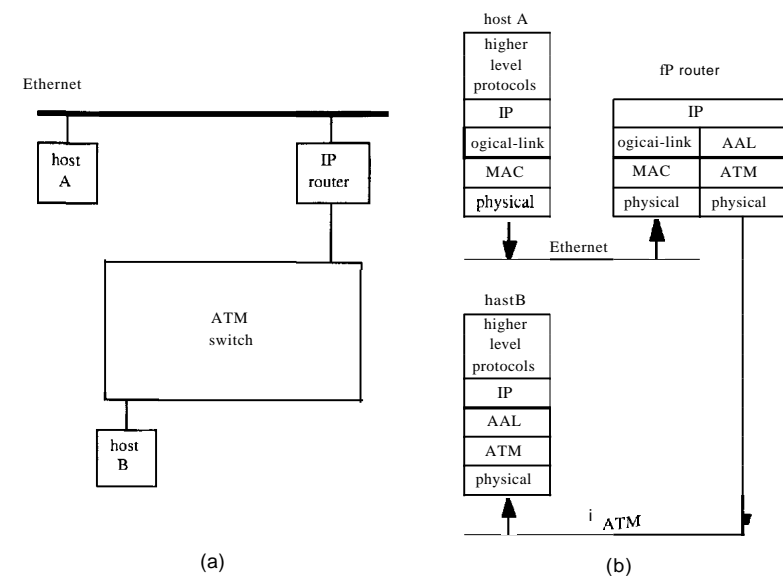 Ethernet
host
A
IP
router
ATM
switch
host
B
(a)
host A
higher
level
protocols
IP
ogical-link
MAC
physical
fP router
IP
ogicai-link
AAL
MAC
ATM
physical
physical
Ethernet
hastB
higher
level
protocols
IP
AAL
ATM
physical
i
ATM
(b)